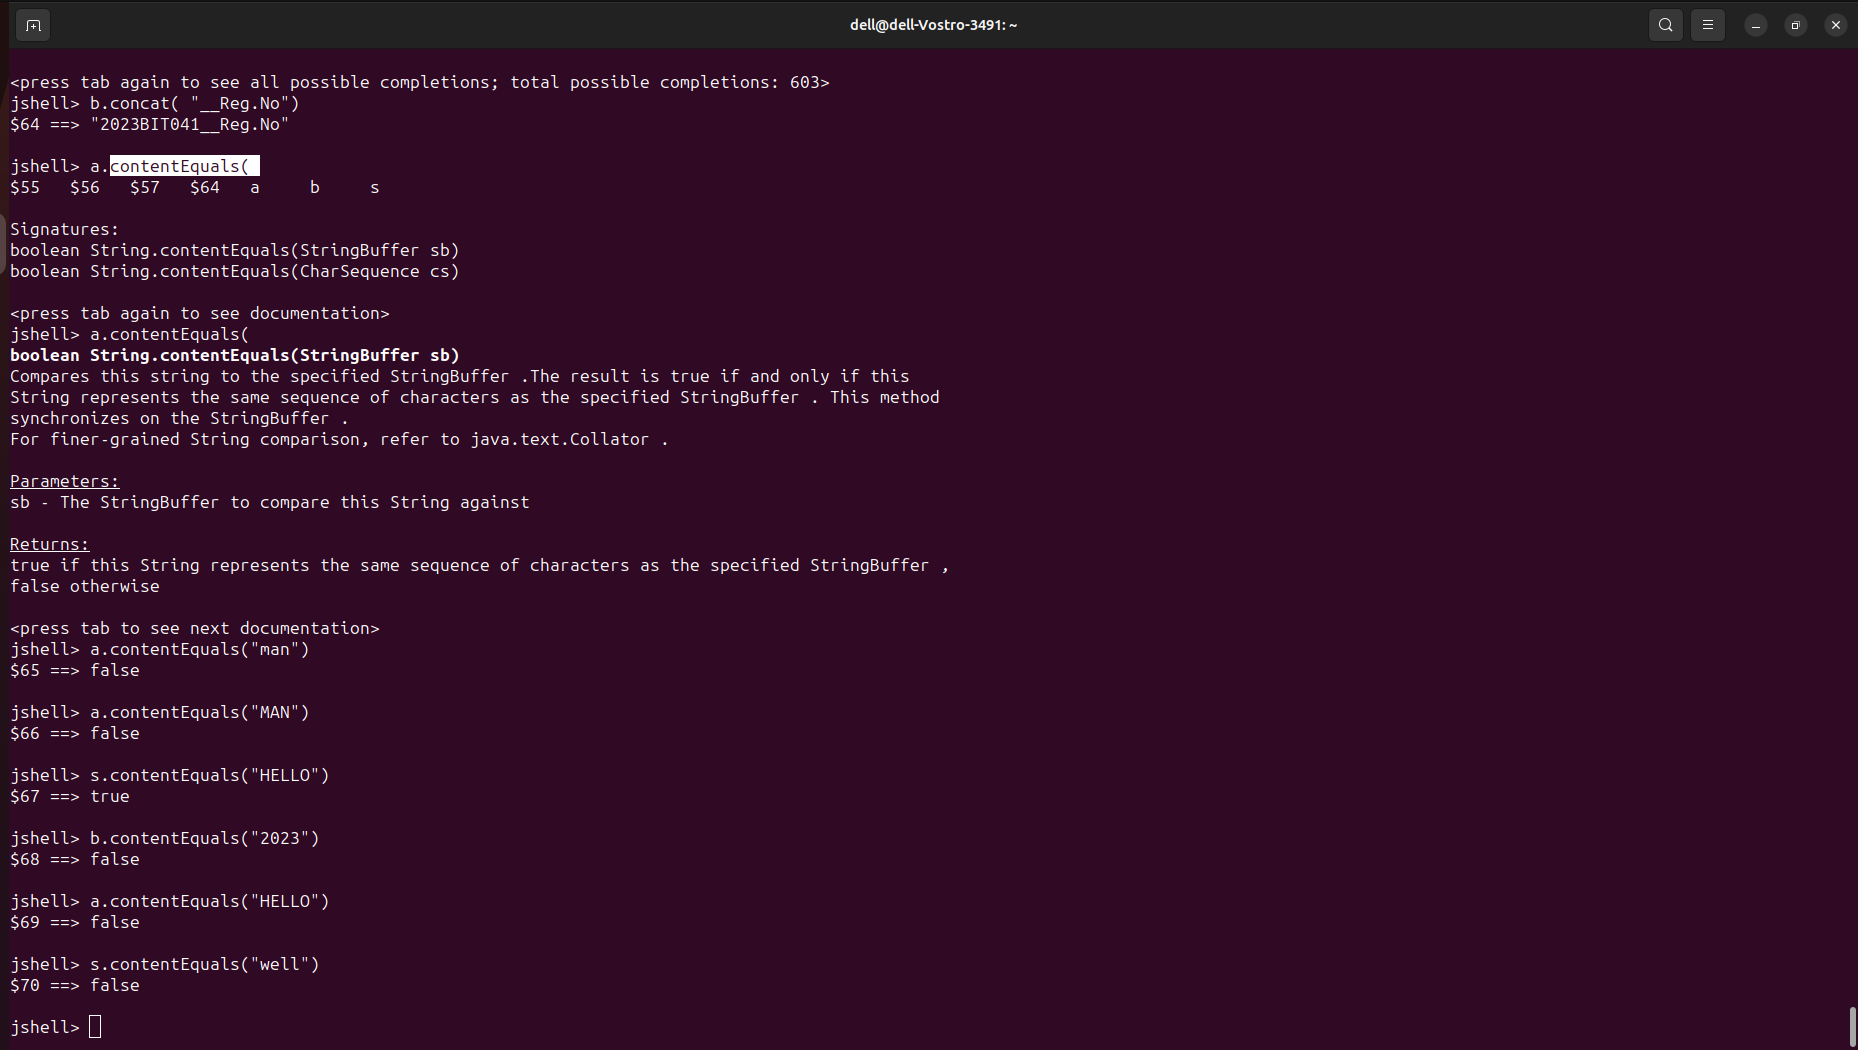 dell@dell-Vostro-3491: ~
<press tab again to see all possible completions; total possible completions: 603>
jshell> b.concat( "__Reg.No")
$64 ==> "2023BIT041__Reg.No"
jshell> a.contentEquals(
$55   $56   $57   $64   a     b     s
Signatures:
boolean String.contentEquals(StringBuffer sb)
boolean String.contentEquals(CharSequence cs)
<press tab again to see documentation>
jshell> a.contentEquals(
boolean String.contentEquals(StringBuffer sb)
Compares this string to the specified StringBuffer .The result is true if and only if this
String represents the same sequence of characters as the specified StringBuffer . This method
synchronizes on the StringBuffer .
For finer-grained String comparison, refer to java.text.Collator .
Parameters:
sb - The StringBuffer to compare this String against
Returns:
true if this String represents the same sequence of characters as the specified StringBuffer ,
false otherwise
<press tab to see next documentation>
jshell> a.contentEquals("man")
$65 ==> false
jshell> a.contentEquals("MAN")
$66 ==> false
jshell> s.contentEquals("HELLO")
$67 ==> true
jshell> b.contentEquals("2023")
$68 ==> false
jshell> a.contentEquals("HELLO")
$69 ==> false
jshell> s.contentEquals("well")
$70 ==> false
jshell>